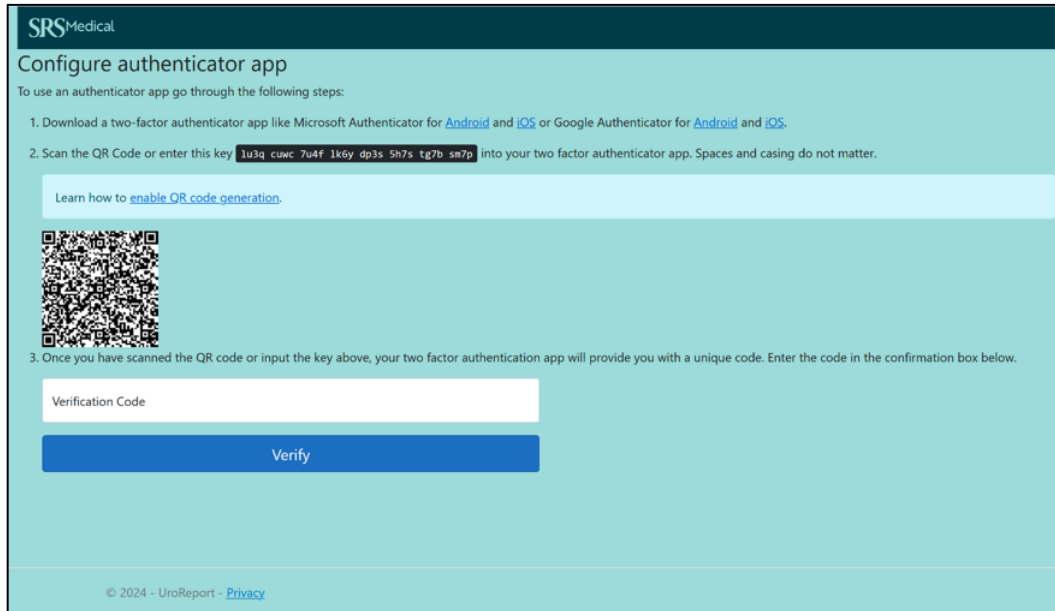 SRSMedical
Configure authenticator app
To use an authenticator app go through the following steps:
1. Download a two-factor authenticator app like Microsoft Authenticator for Android and iOS or Google Authenticator for Android and iOS.
2. Scan the QR Code or enter this key lu3q cuwc 7u4f lk6y dp3s 5h7s tg7b sm7p into your two factor authenticator app. Spaces and casing do not matter.
Learn how to enable QR code generation.
3. Once you have scanned the QR code or input the key above, your two factor authentication app will provide you with a unique code. Enter the code in the confirmation box below.
Verification Code
Verify
© 2024 - UroReport - Privacy